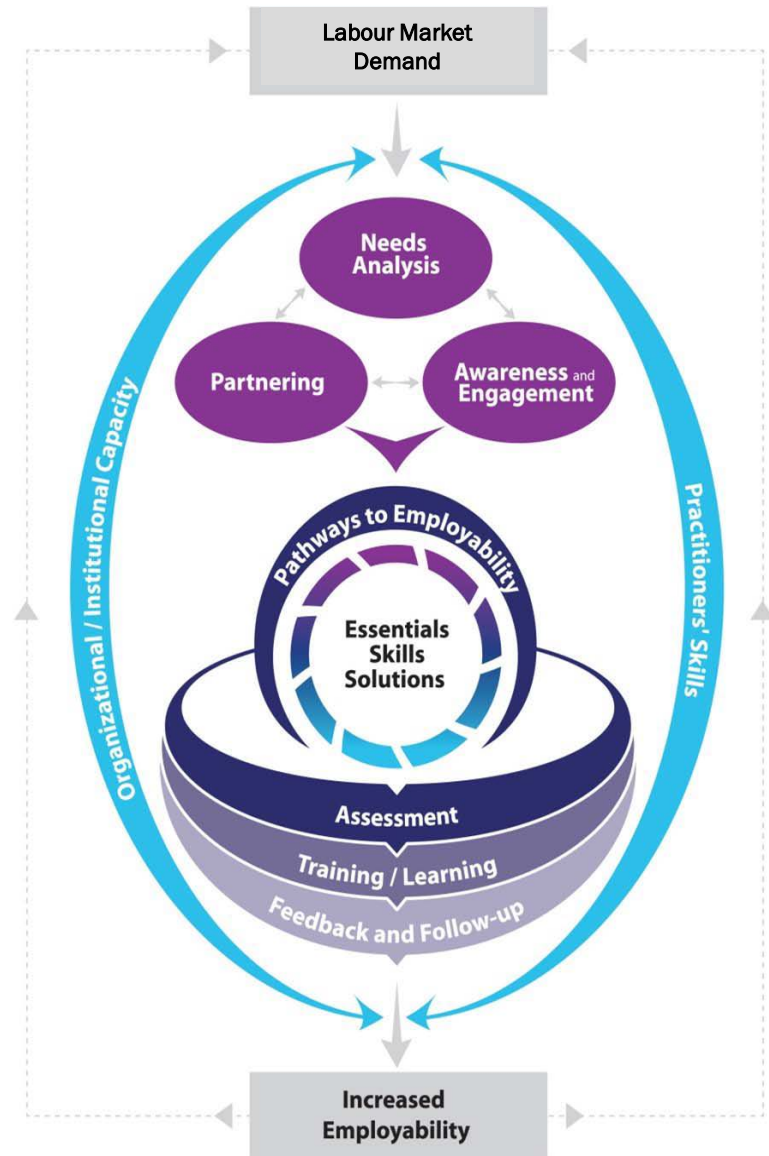 Labour Market
Demand
Needs
Analysis
Partnering
Awareness and
Engagement
Organizational / Institutional Capacity
Practitioners' Skills
Pathways to Employability
Essentials
Skills
Solutions
Assessment
Training / Learning
Feedback and Follow-up
Increased
Employability